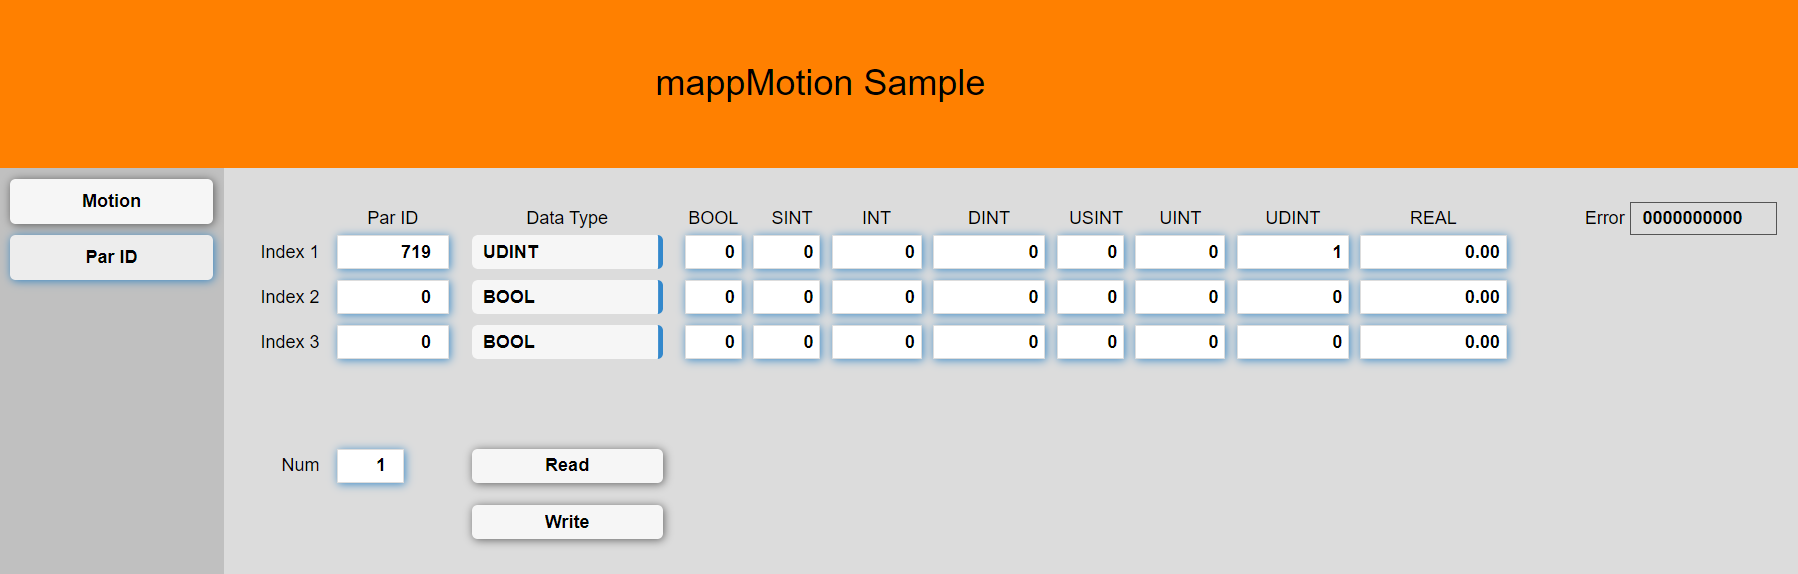 mappMotion Sample
Motion
Par ID
Par ID Data Type BOOL SINT INT DINT USINT UINT UDINT REAL Error 0000000000
Index 1 719 UDINT 0 0 0 0 0 0 1 0.00
Index 2 0 BOOL 0 0 0 0 0 0 0 0.00
Index 3 0 BOOL 0 0 0 0 0 0 0 0.00
Num 1 Read
Write